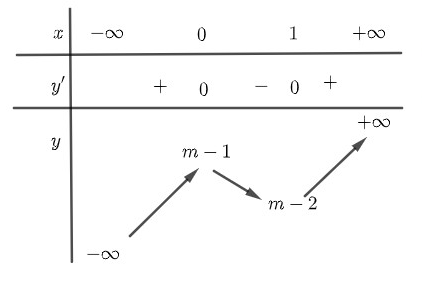 x −∞ 0 1 +∞
y′ + 0 − 0 +
+∞
y
m − 1
m − 2
−∞